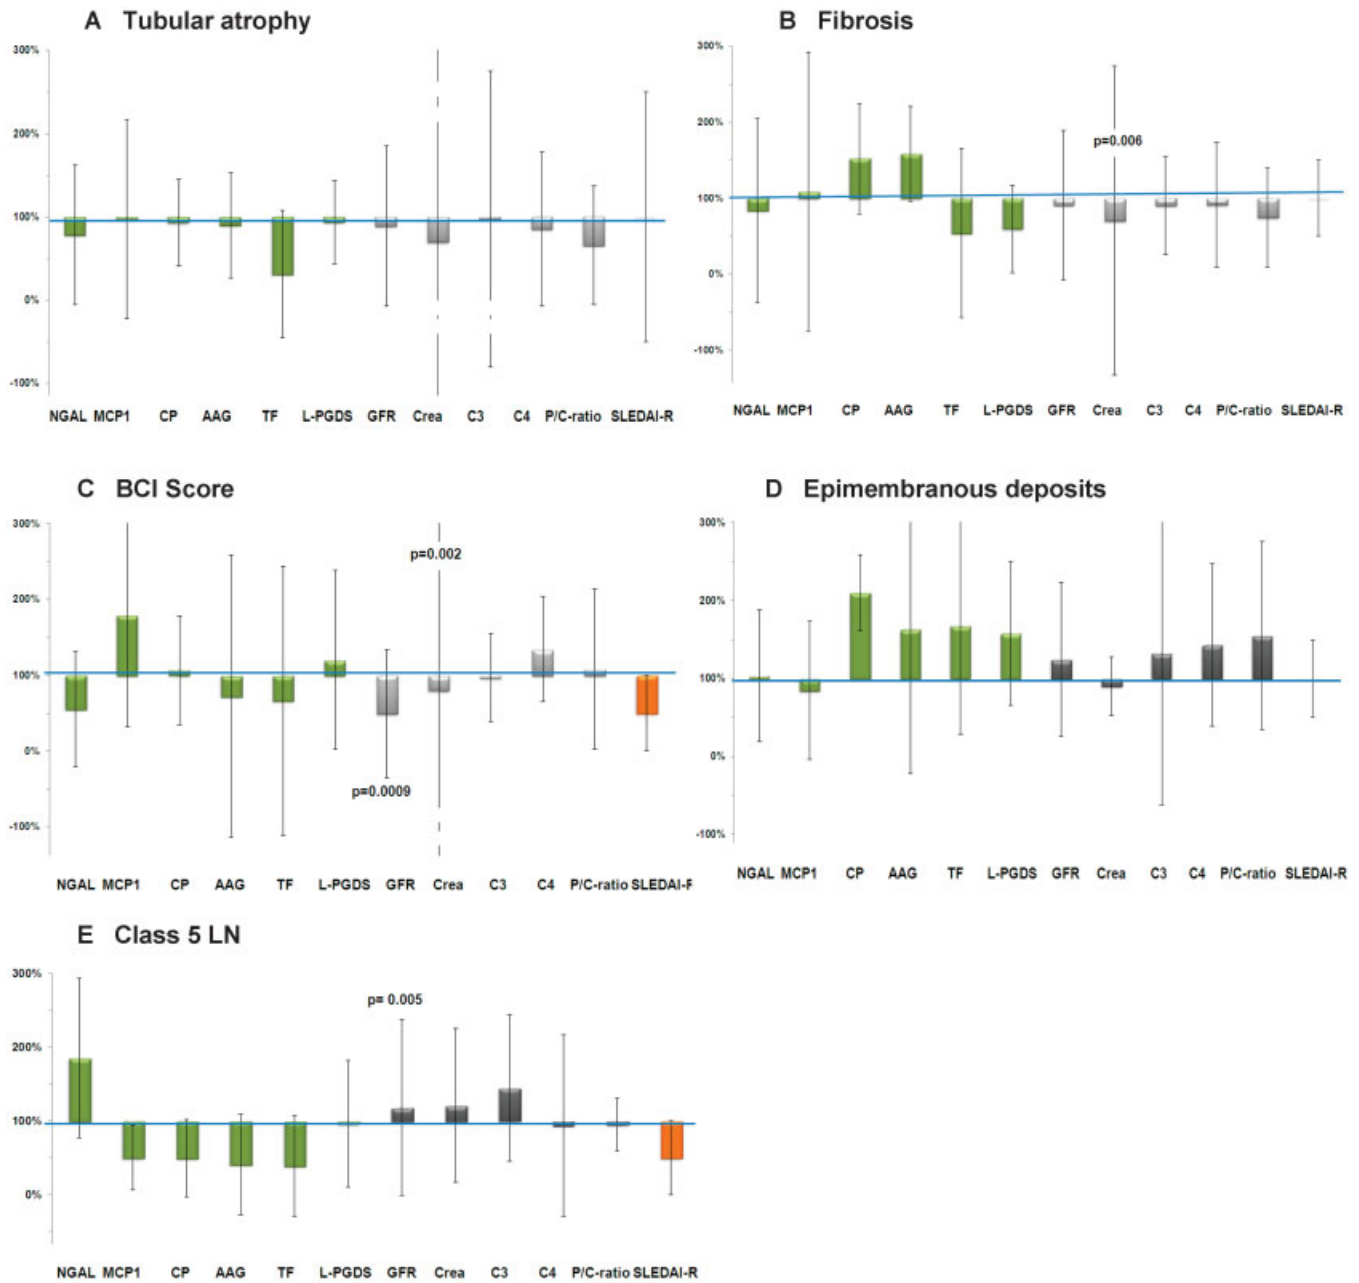 A Tubular atrophy
300%
200%
100%
0%
-100%
NGAL MCP1 CP AAG TF L-PGDS GFR Crea C3 C4 P/C-ratio SLEDAI-R
B Fibrosis
300%
200%
100%
0%
-100%
p=0.006
NGAL MCP1 CP AAG TF L-PGDS GFR Crea C3 C4 P/C-ratio SLEDAI-R
C BCI Score
300%
200%
100%
0%
-100%
p=0.002
p=0.0009
NGAL MCP1 CP AAG TF L-PGDS GFR Crea C3 C4 P/C-ratio SLEDAI-R
D Epimembranous deposits
300%
200%
100%
0%
-100%
NGAL MCP1 CP AAG TF L-PGDS GFR Crea C3 C4 P/C-ratio SLEDAI-R
E Class 5 LN
300%
200%
100%
0%
p= 0.005
NGAL MCP1 CP AAG TF L-PGDS GFR Crea C3 C4 P/C-ratio SLEDAI-R